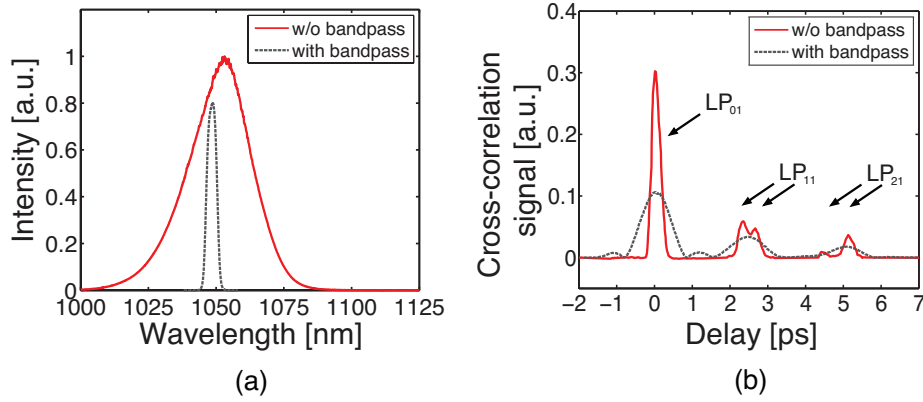 w/o bandpass
with bandpass
Intensity [a.u.]
1
0.8
0.6
0.4
0.2
0
1000 1025 1050 1075 1100 1125
Wavelength [nm]
(a)
w/o bandpass
with bandpass
Cross-correlation
signal [a.u.]
0.4
0.3
0.2
0.1
0
LP01
LP11
LP21
−2 −1 0 1 2 3 4 5 6 7
Delay [ps]
(b)